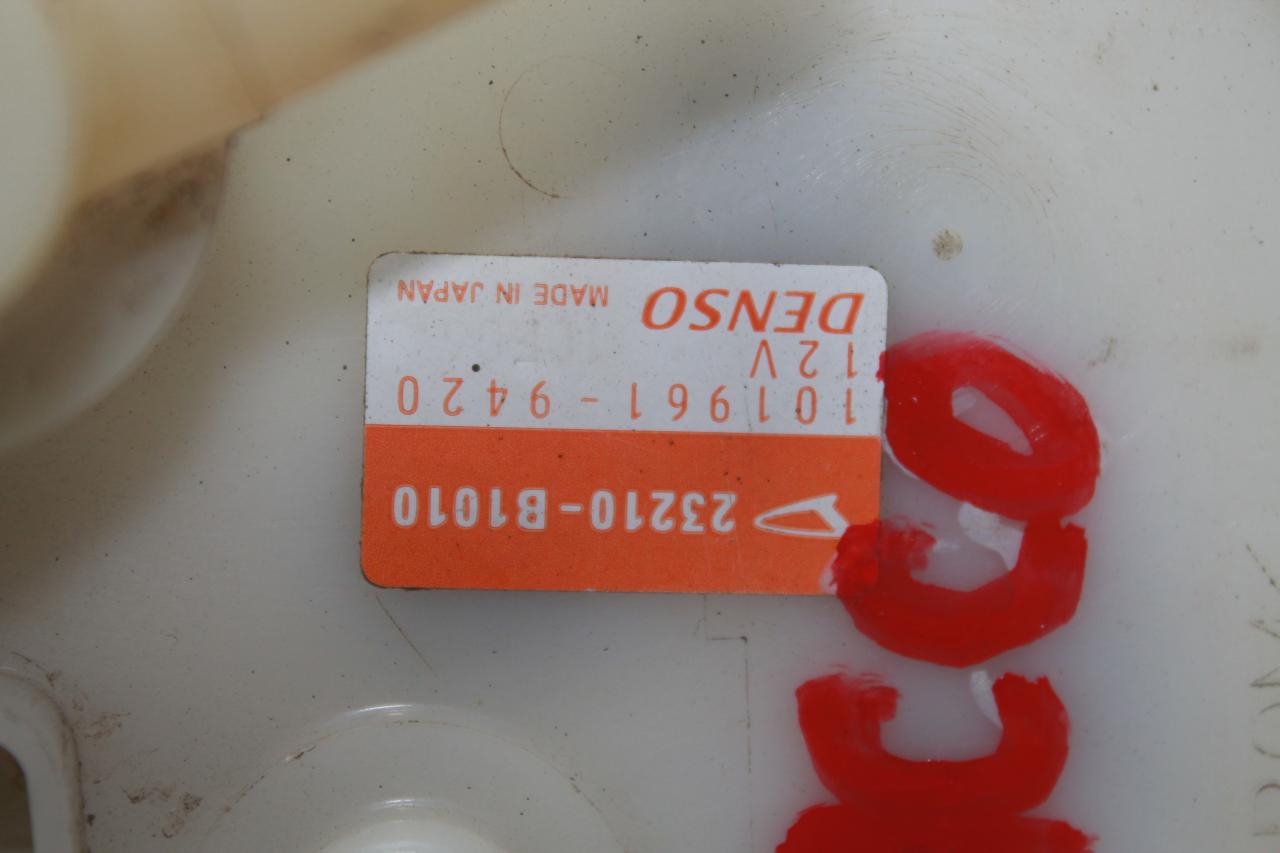 23210-B1010
101961-9420
12V
DENSO MADE IN JAPAN